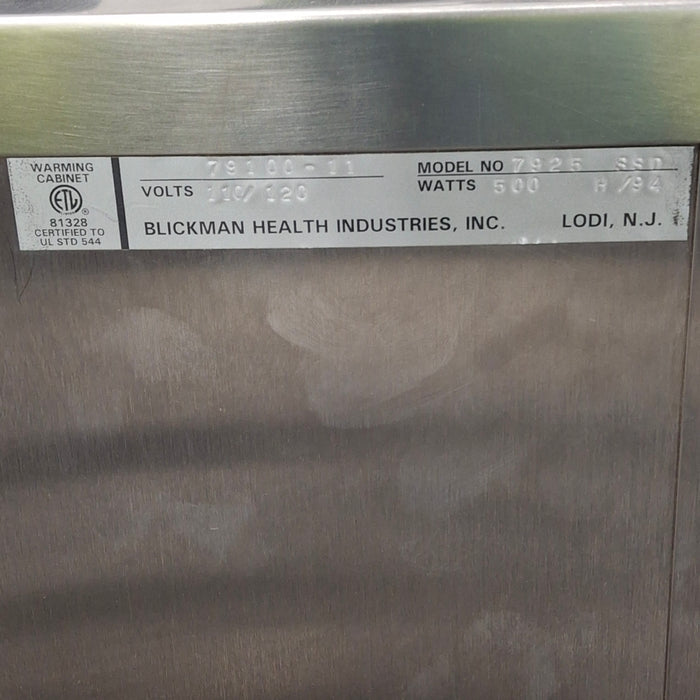 WARMING
CABINET
ETL ®
81328
CERTIFIED TO
UL STD 544
79100-11
MODEL NO 7925 SSD
VOLTS 110/120
WATTS 500 H/94
BLICKMAN HEALTH INDUSTRIES, INC. LODI, N.J.